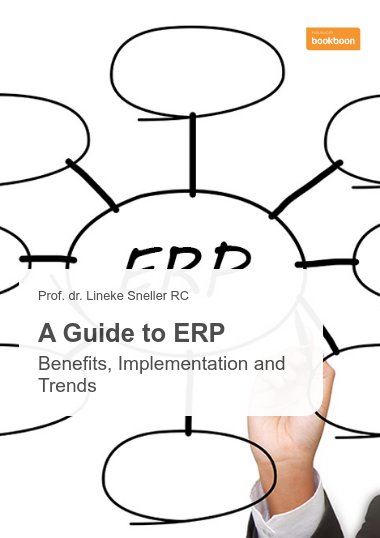 bookboon
ERP
Prof. dr. Lineke Sneller RC
A Guide to ERP
Benefits, Implementation and
Trends